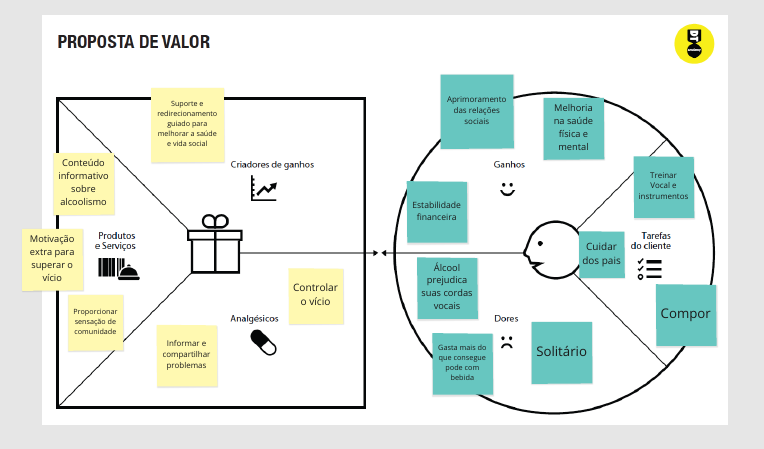 PROPOSTA DE VALOR
Suporte e
redirecionamento
guiado para
melhorar a saúde
e vida social
Criadores de ganhos
Conteúdo
informativo
sobre
alcoolismo
Produtos
e Serviços
Motivação
extra para
superar o
vício
Proporcionar
sensação de
comunidade
Informar e
compartilhar
problemas
Analgésicos
Controlar
o vício
Aprimoramento
das relações
sociais
Melhoria
na saúde
física e
mental
Ganhos
Estabilidade
financeira
Treinar
Vocal e
instrumentos
Cuidar
dos pais
Tarefas
do cliente
Álcool
prejudica
suas cordas
vocais
Dores
Gasta mais do
que consegue
pode com
bebida
Solitário
Compor